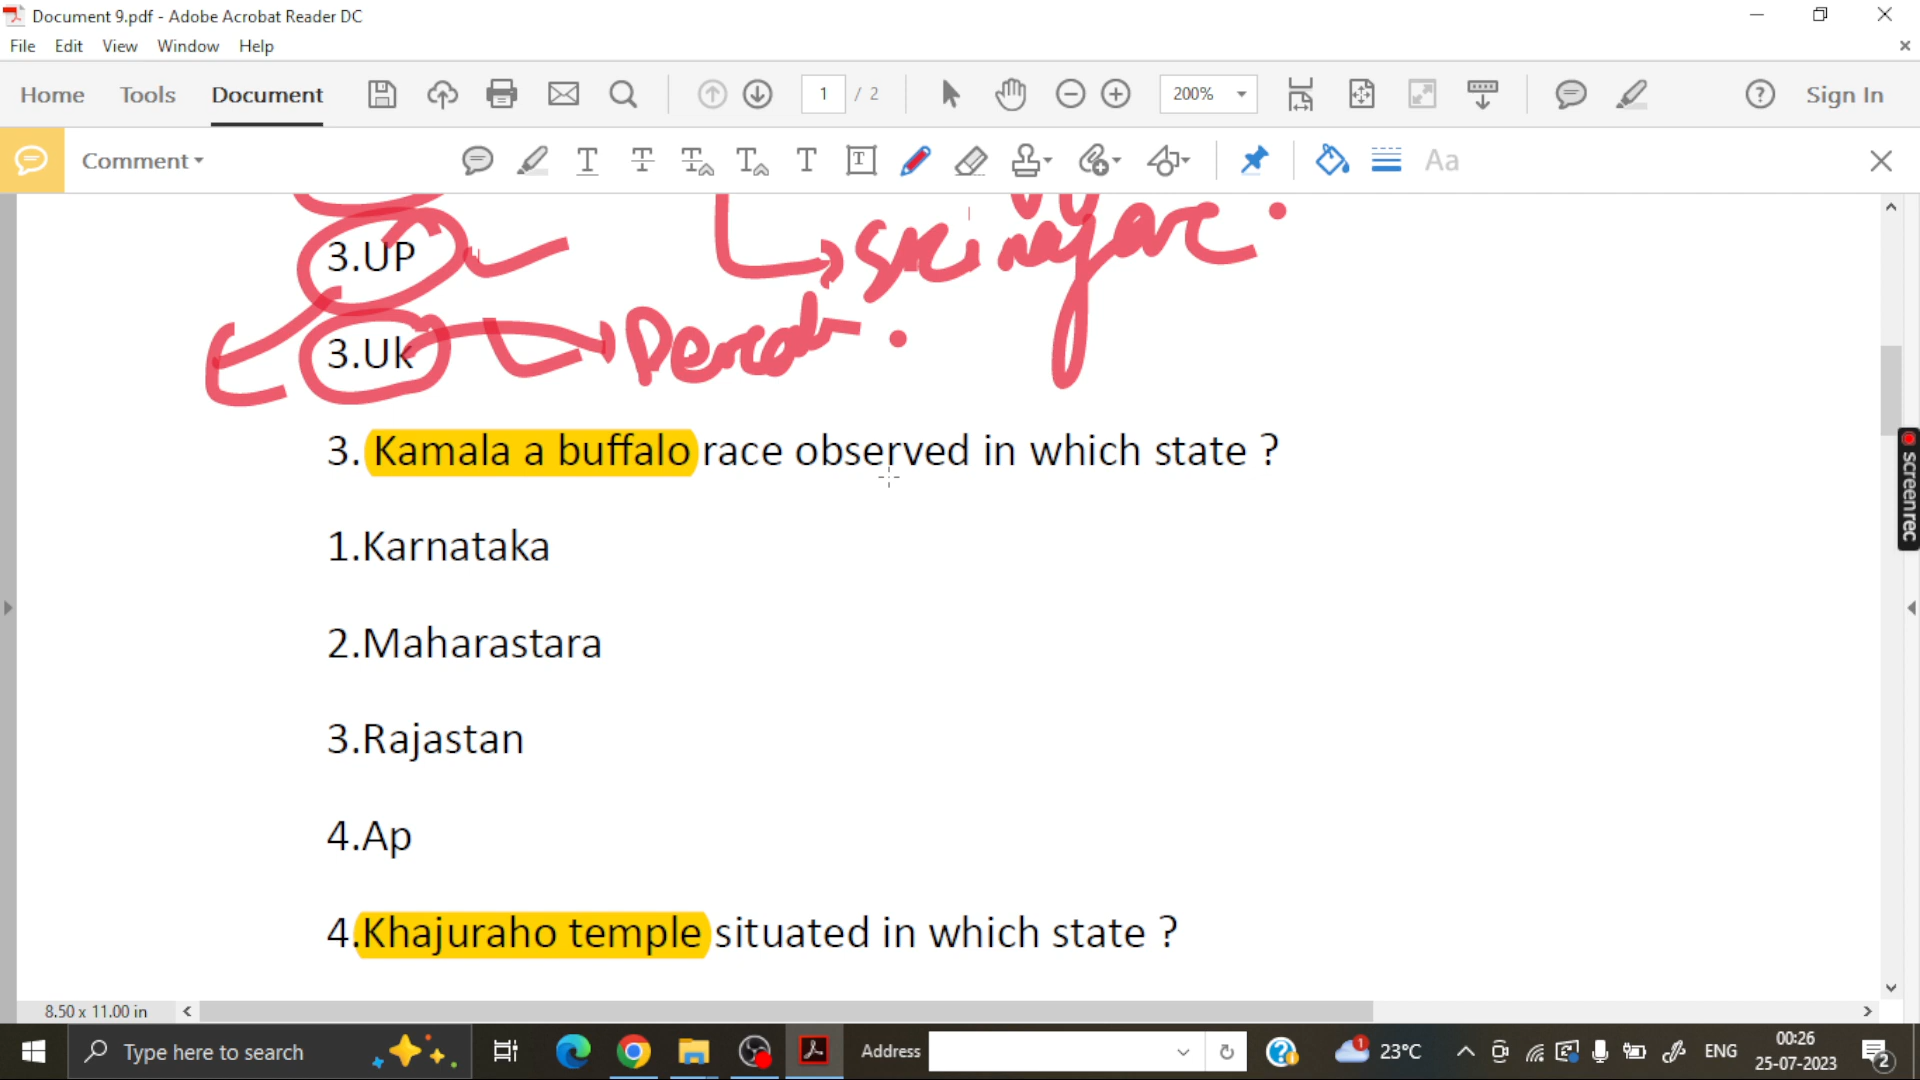 Document 9.pdf - Adobe Acrobat Reader DC
File Edit View Window Help
Home Tools Document 1 / 2 200% Sign In
Comment Aa
3.UP
3.Uk
3. Kamala a buffalo race observed in which state ?
1.Karnataka
2.Maharastara
3.Rajastan
4.Ap
4.Khajuraho temple situated in which state ?
screenrec
8.50 x 11.00 in
Type here to search Address 1 23°C ENG 00:26
25-07-2023 2